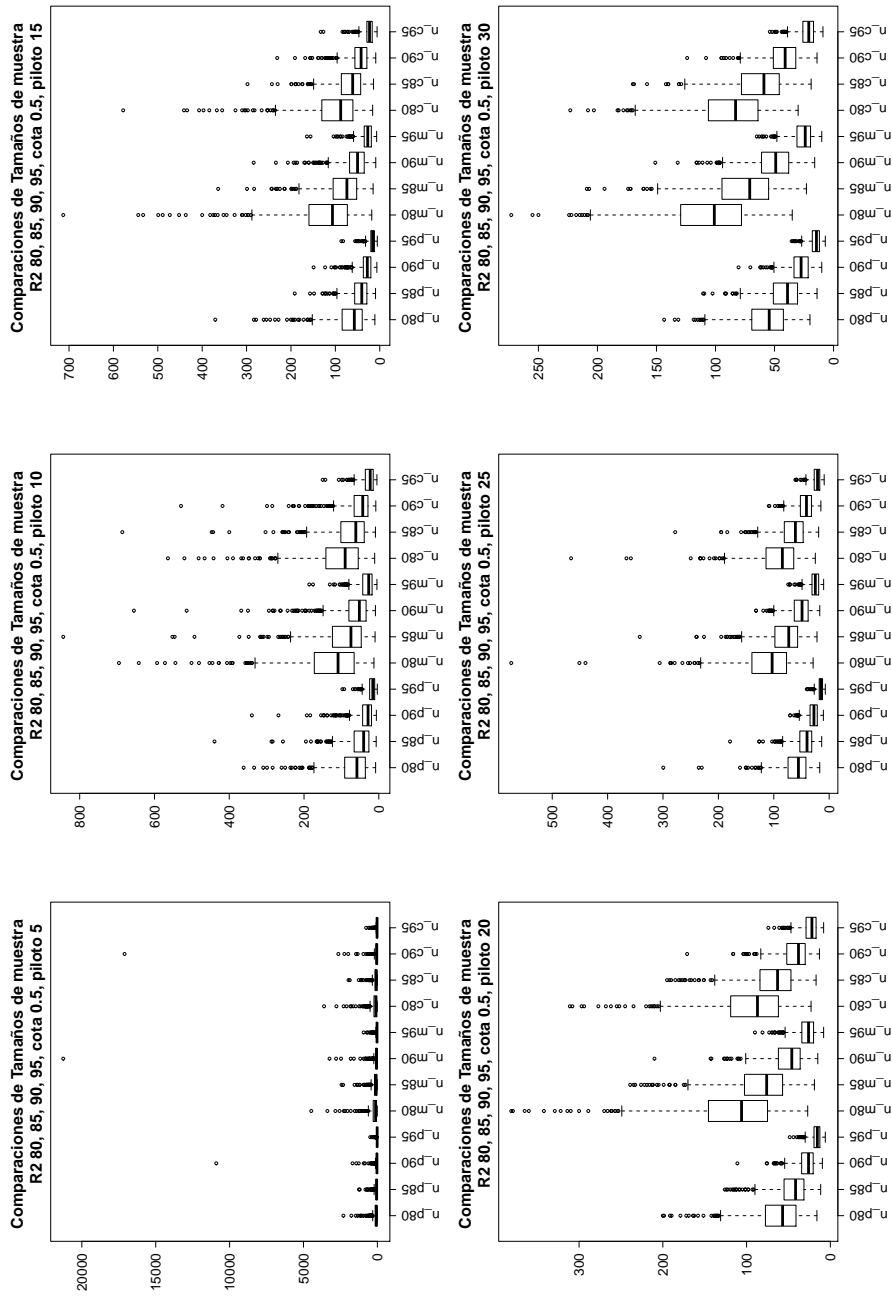 Comparaciones de Tamaños de muestra
R2 80, 85, 90, 95, cota 0.5, piloto 5
20000
15000
10000
5000
0
n_p80
n_p85
n_p90
n_p95
n_m80
n_m85
n_m90
n_m95
n_c80
n_c85
n_c90
n_c95
Comparaciones de Tamaños de muestra
R2 80, 85, 90, 95, cota 0.5, piloto 10
800
600
400
200
0
n_p80
n_p85
n_p90
n_p95
n_m80
n_m85
n_m90
n_m95
n_c80
n_c85
n_c90
n_c95
Comparaciones de Tamaños de muestra
R2 80, 85, 90, 95, cota 0.5, piloto 15
700
600
500
400
300
200
100
0
n_p80
n_p85
n_p90
n_p95
n_m80
n_m85
n_m90
n_m95
n_c80
n_c85
n_c90
n_c95
Comparaciones de Tamaños de muestra
R2 80, 85, 90, 95, cota 0.5, piloto 20
300
200
100
0
n_p80
n_p85
n_p90
n_p95
n_m80
n_m85
n_m90
n_m95
n_c80
n_c85
n_c90
n_c95
Comparaciones de Tamaños de muestra
R2 80, 85, 90, 95, cota 0.5, piloto 25
500
400
300
200
100
0
n_p80
n_p85
n_p90
n_p95
n_m80
n_m85
n_m90
n_m95
n_c80
n_c85
n_c90
n_c95
Comparaciones de Tamaños de muestra
R2 80, 85, 90, 95, cota 0.5, piloto 30
250
200
150
100
50
0
n_p80
n_p85
n_p90
n_p95
n_m80
n_m85
n_m90
n_m95
n_c80
n_c85
n_c90
n_c95